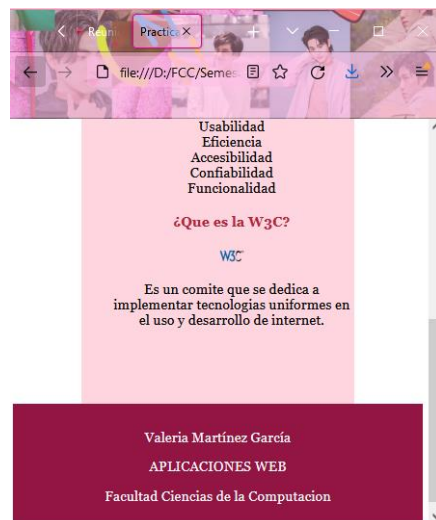 Reuni
Practica
file:///D:/FCC/Semes
Usabilidad
Eficiencia
Accesibilidad
Confiabilidad
Funcionalidad
¿Que es la W3C?
W3C
Es un comite que se dedica a
implementar tecnologias uniformes en
el uso y desarrollo de internet.
Valeria Martínez García
APLICACIONES WEB
Facultad Ciencias de la Computacion